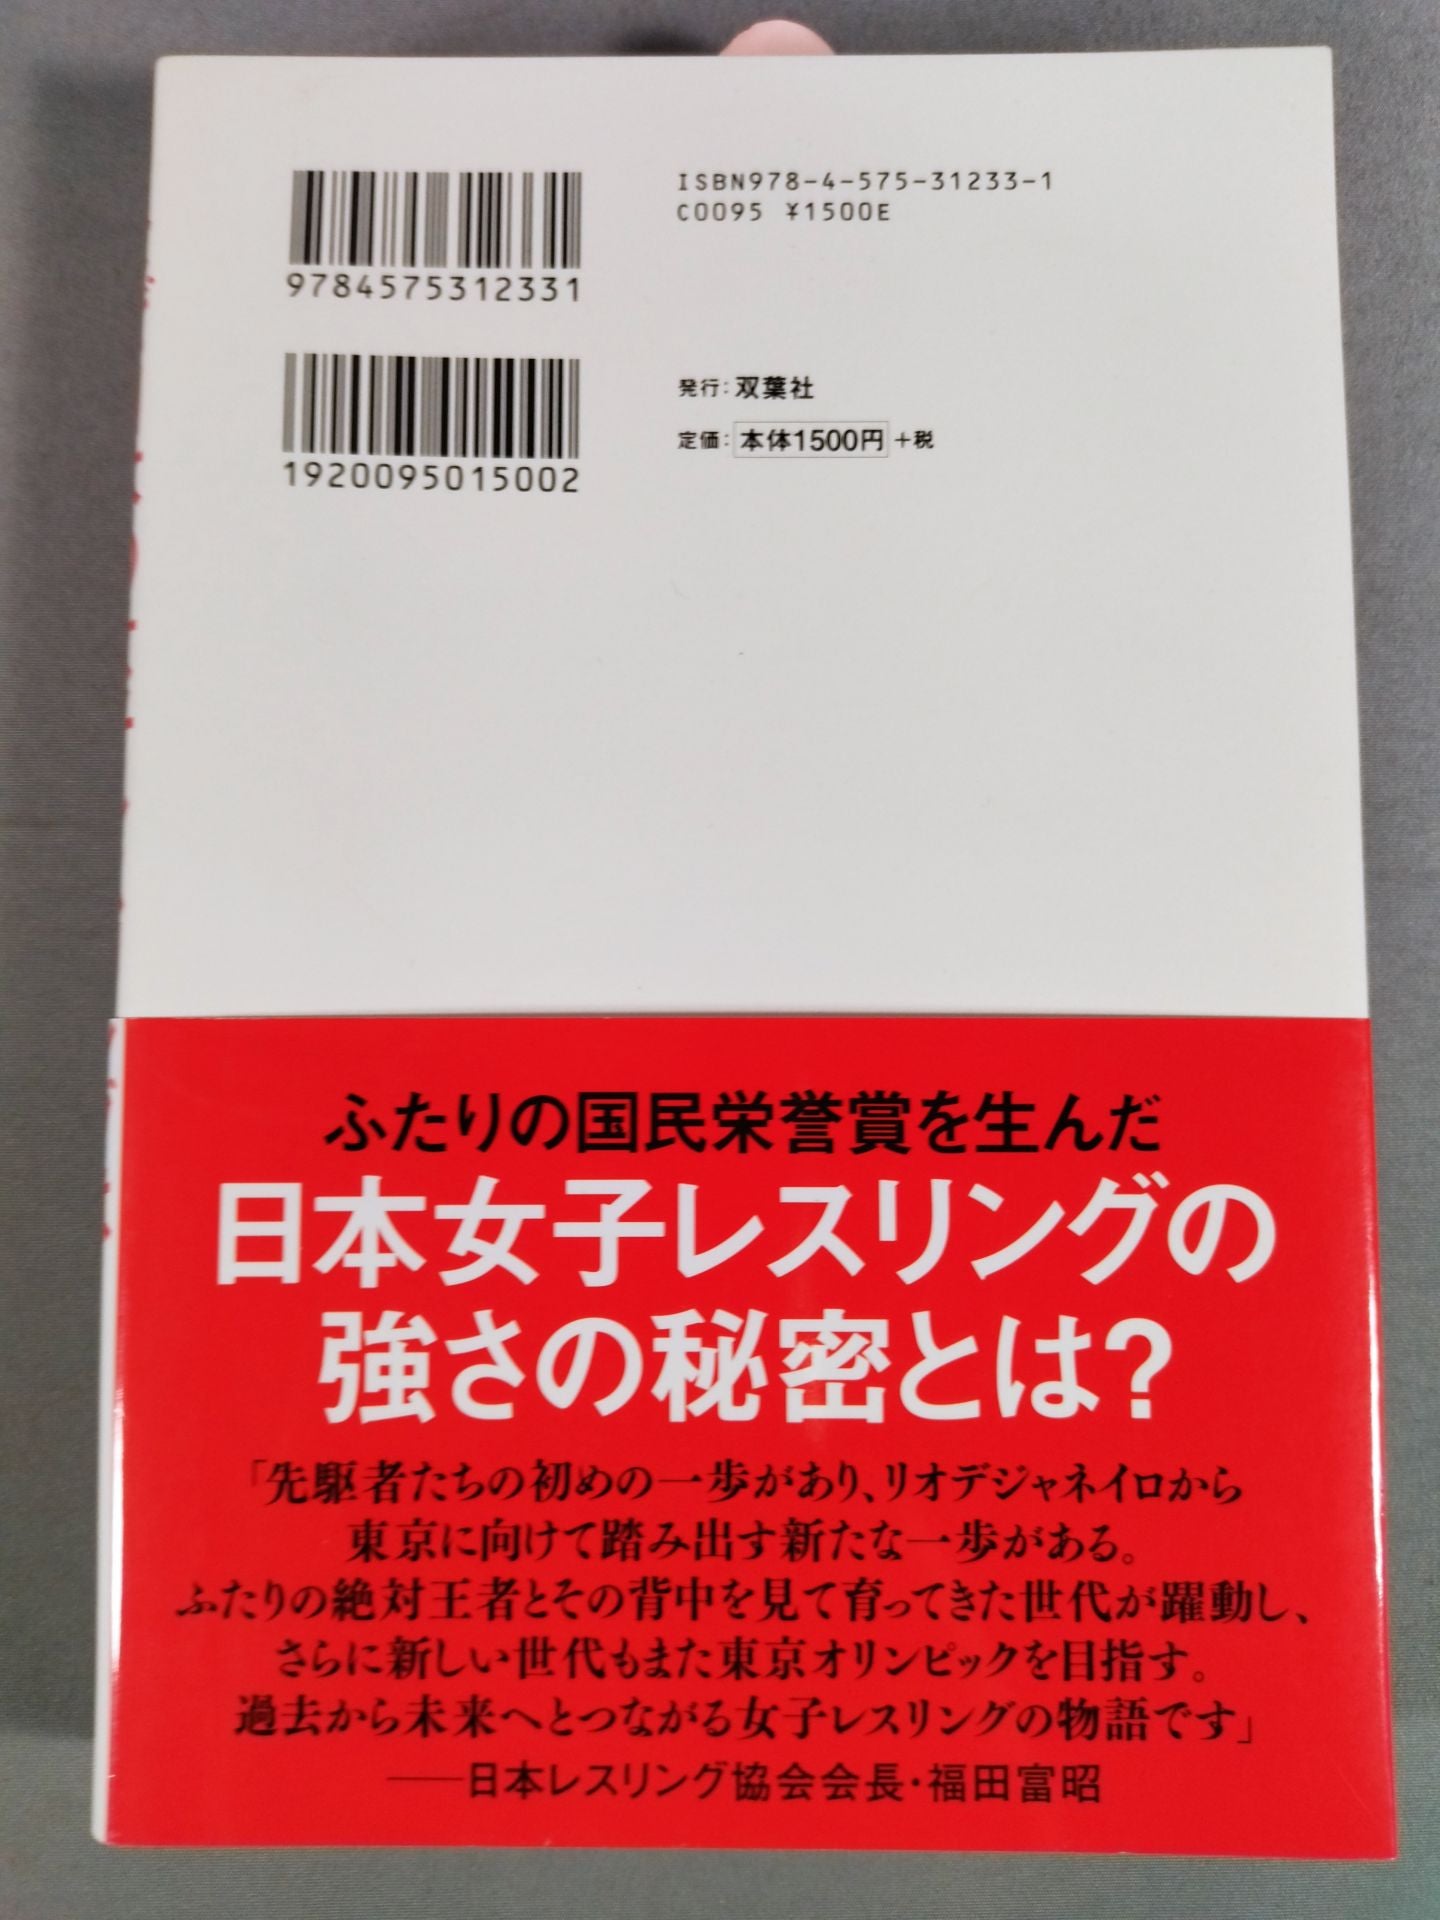 ISBN978-4-575-31233-1
C0095 ¥1500E
9784575312331
1920095015002
発行:双葉社
定価:本体1500円+税
ふたりの国民栄誉賞を生んだ
日本女子レスリングの
強さの秘密とは?
「先駆者たちの初めの一歩があり、リオデジャネイロから
東京に向けて踏み出す新たな一歩がある。
ふたりの絶対王者とその背中を見て育ってきた世代が躍動し、
さらに新しい世代もまた東京オリンピックを目指す。
過去から未来へとつながる女子レスリングの物語です」
──日本レスリング協会会長・福田富昭